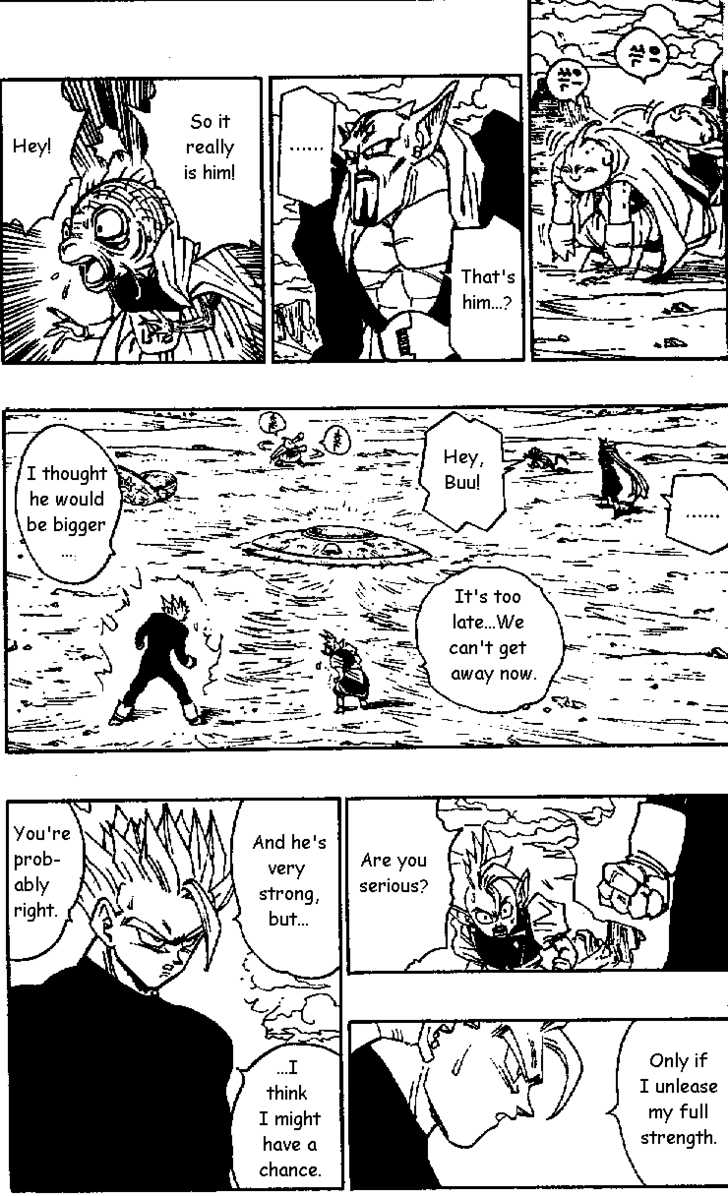 Hey!
So it
really
is him!
......
That's
him...?
I thought
he would
be bigger
....
Hey,
Buu!
......
It's too
late...We
can't get
away now.
You're
prob-
ably
right.
And he's
very
strong,
but...
...I
think
I might
have a
chance.
Are you
serious?
Only if
I unlease
my full
strength.